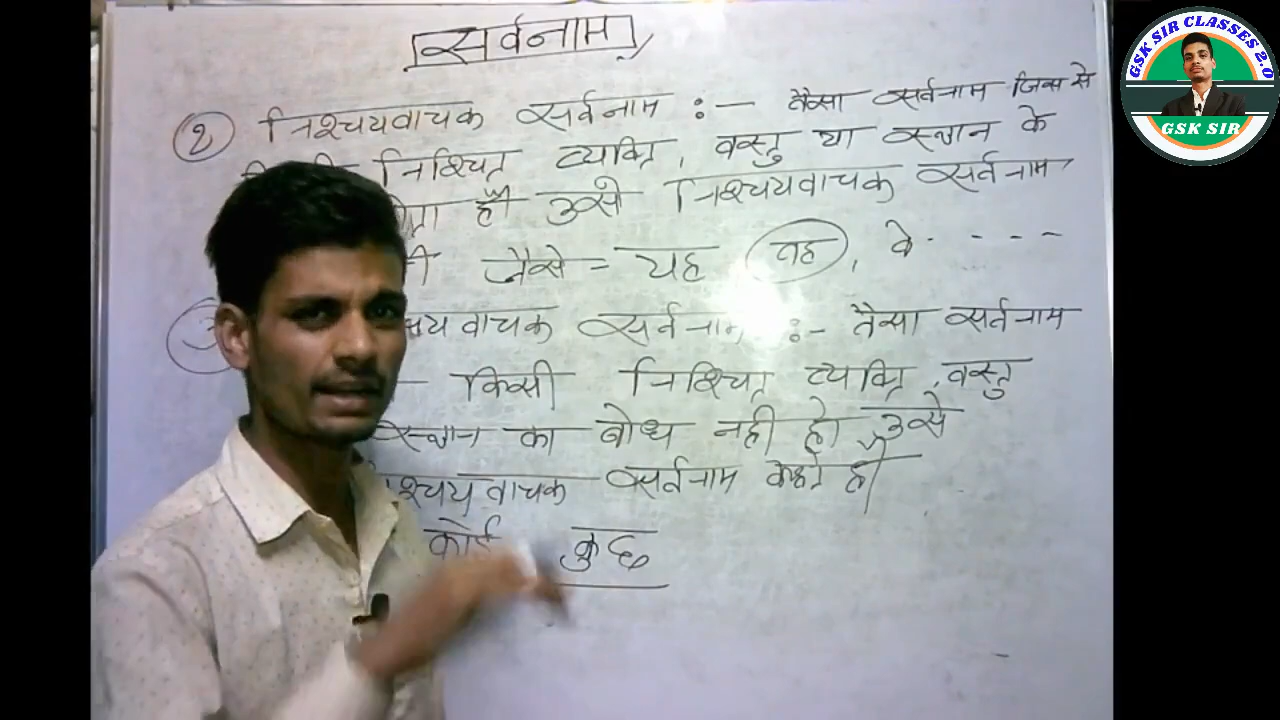 सर्वनाम
GSK SIR CLASSES 2.0
GSK SIR
२ निश्चयवाचक सर्वनाम :- वैसा सर्वनाम जिस से
निश्चित व्यक्ति, वस्तु या स्थान के
है उसे निश्चयवाचक सर्वनाम
जैसे - यह वह, वे - - - -
वाचक सर्वनाम :- वैसा सर्वनाम
किसी निश्चित व्यक्ति, वस्तु
स्थान का बोध नही हो उसे
श्चयवाचक सर्वनाम कहते है
कोई कुछ